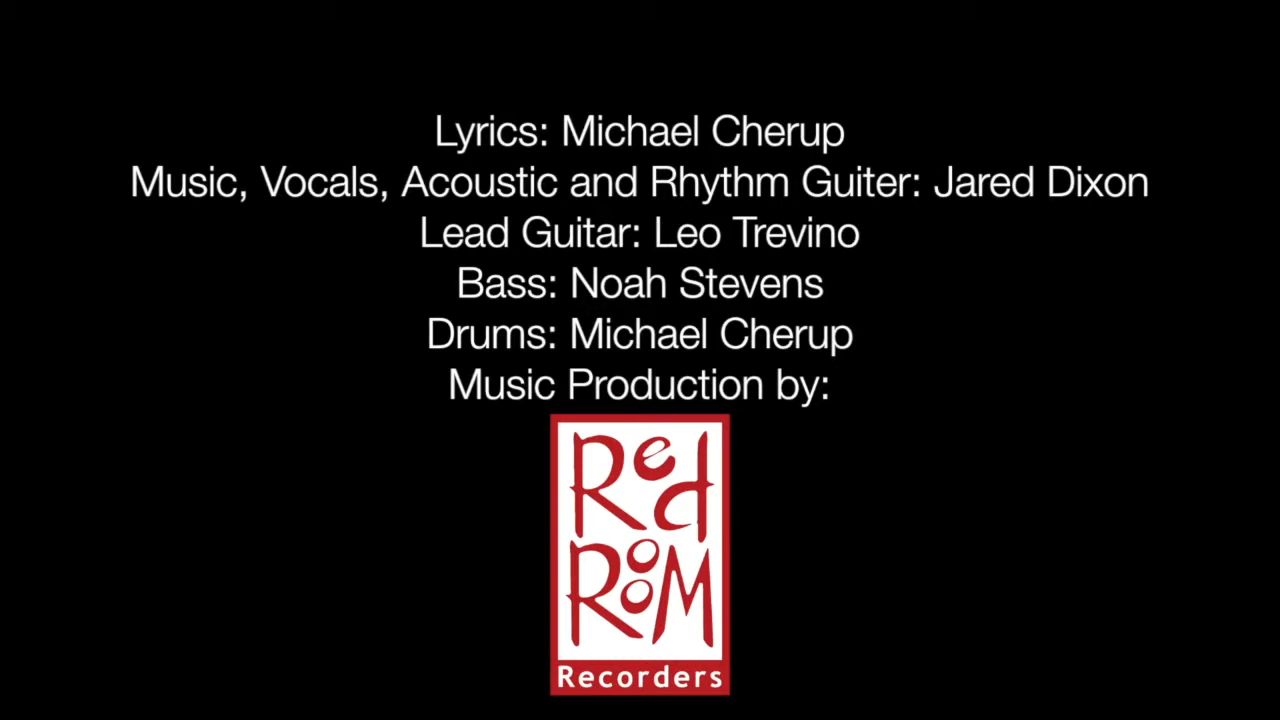 Lyrics: Michael Cherup
Music, Vocals, Acoustic and Rhythm Guiter: Jared Dixon
Lead Guitar: Leo Trevino
Bass: Noah Stevens
Drums: Michael Cherup
Music Production by:
Red
RooM
Recorders